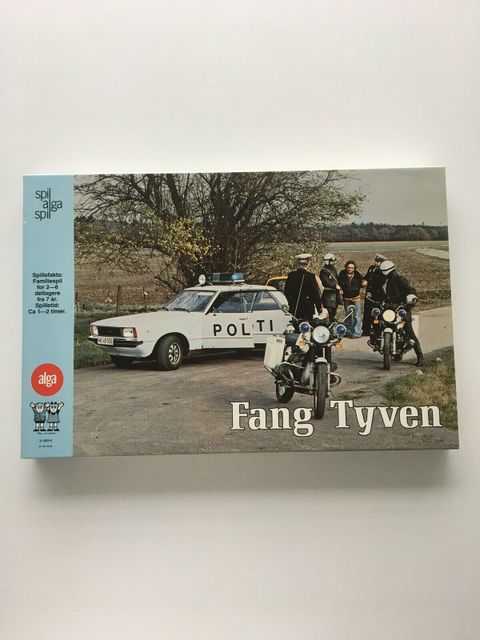 spil
alga
spil
Spillefakta:
Familiespil
for 2—6
deltagere
fra 7 år.
Spilletid:
Ca 1—2 timer.
alga
POLTI
Fang Tyven